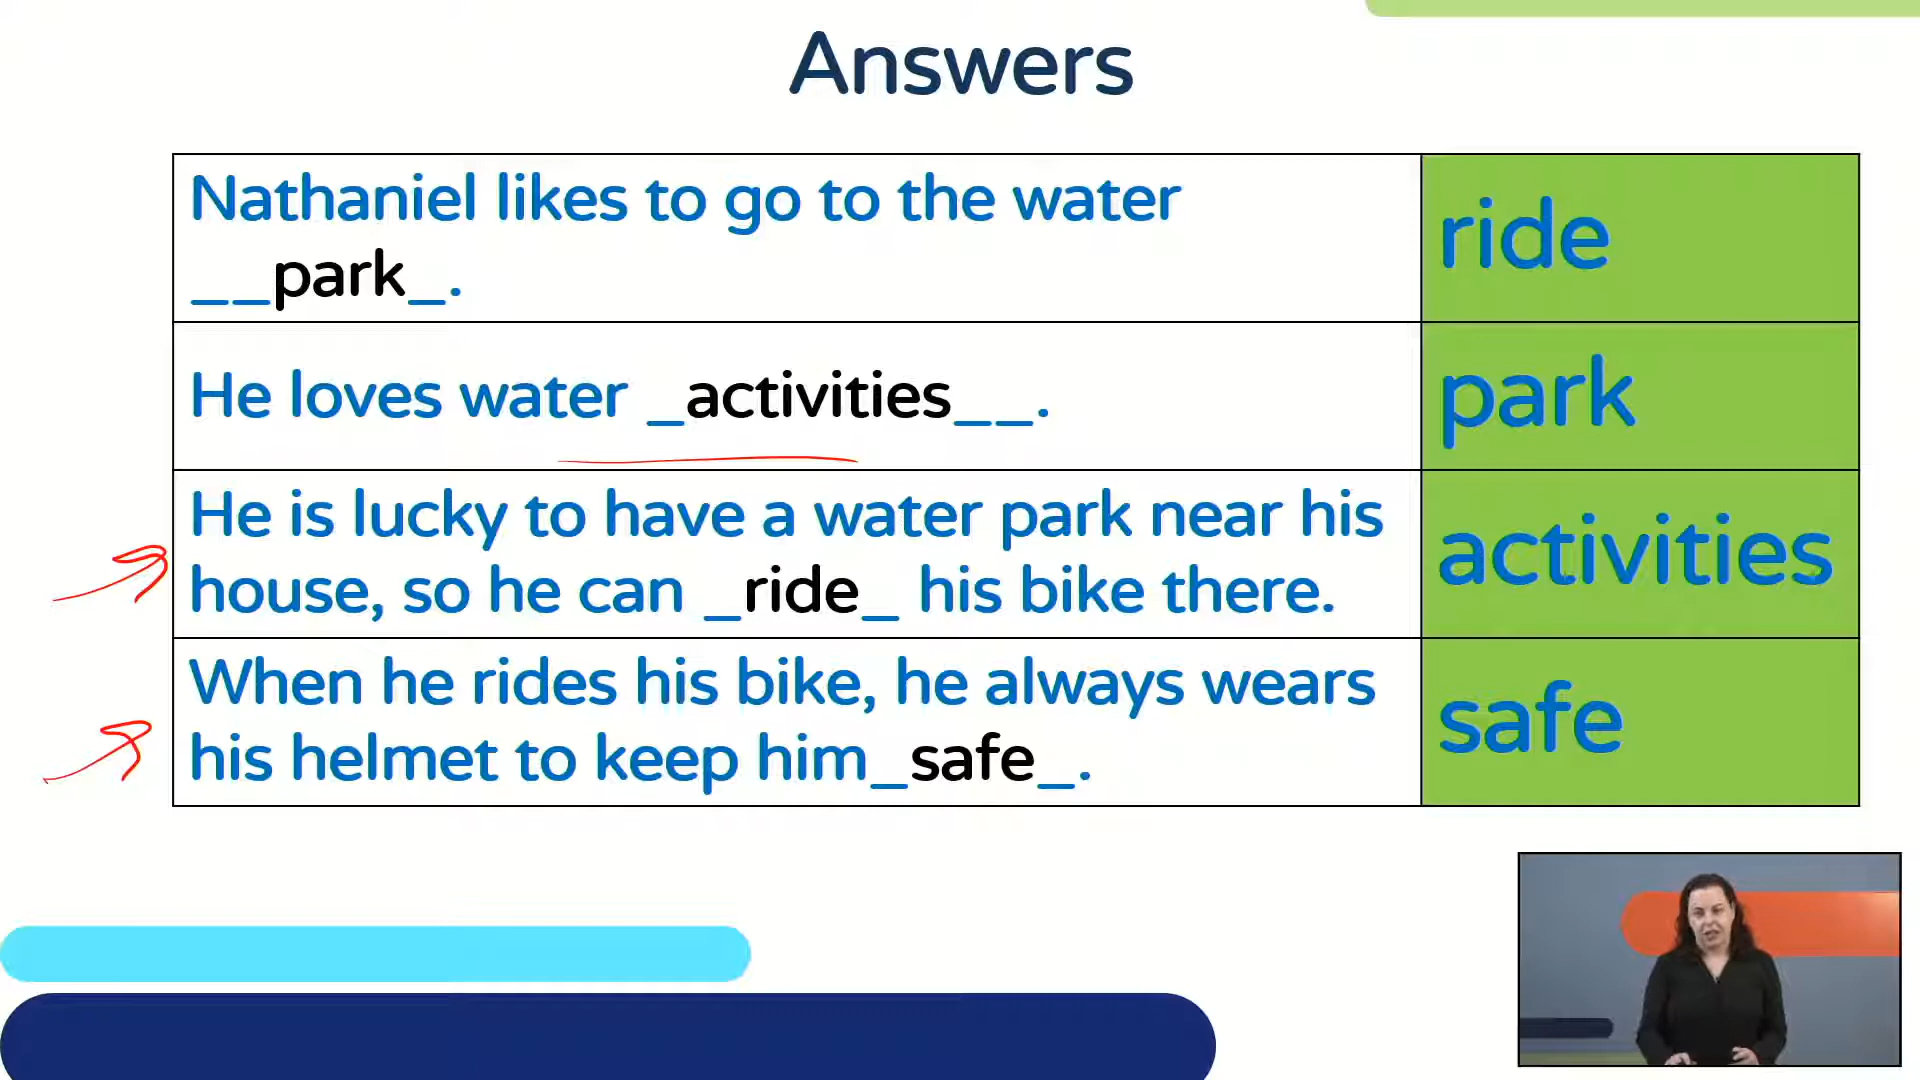 Answers
Nathaniel likes to go to the water
__park_.
ride
He loves water _activities__.
park
He is lucky to have a water park near his
house, so he can _ride_ his bike there.
activities
When he rides his bike, he always wears
his helmet to keep him_safe_.
safe